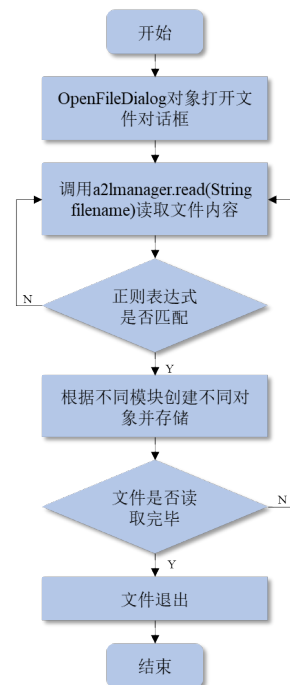 开始
OpenFileDialog对象打开文
件对话框
调用a2lmanager.read(String
filename)读取文件内容
正则表达式
是否匹配
N
Y
根据不同模块创建不同对
象并存储
文件是否读
取完毕
N
Y
文件退出
结束